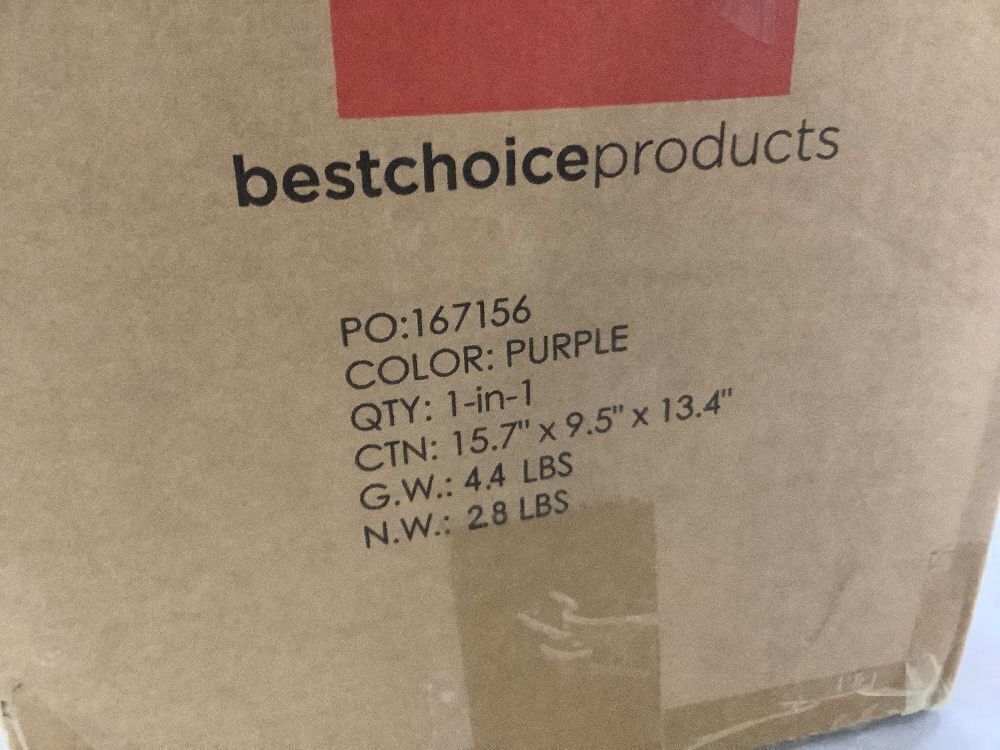 bestchoiceproducts
PO:167156
COLOR: PURPLE
QTY: 1-in-1
CTN: 15.7" x 9.5" x 13.4"
G.W.: 4.4 LBS
N.W.: 2.8 LBS